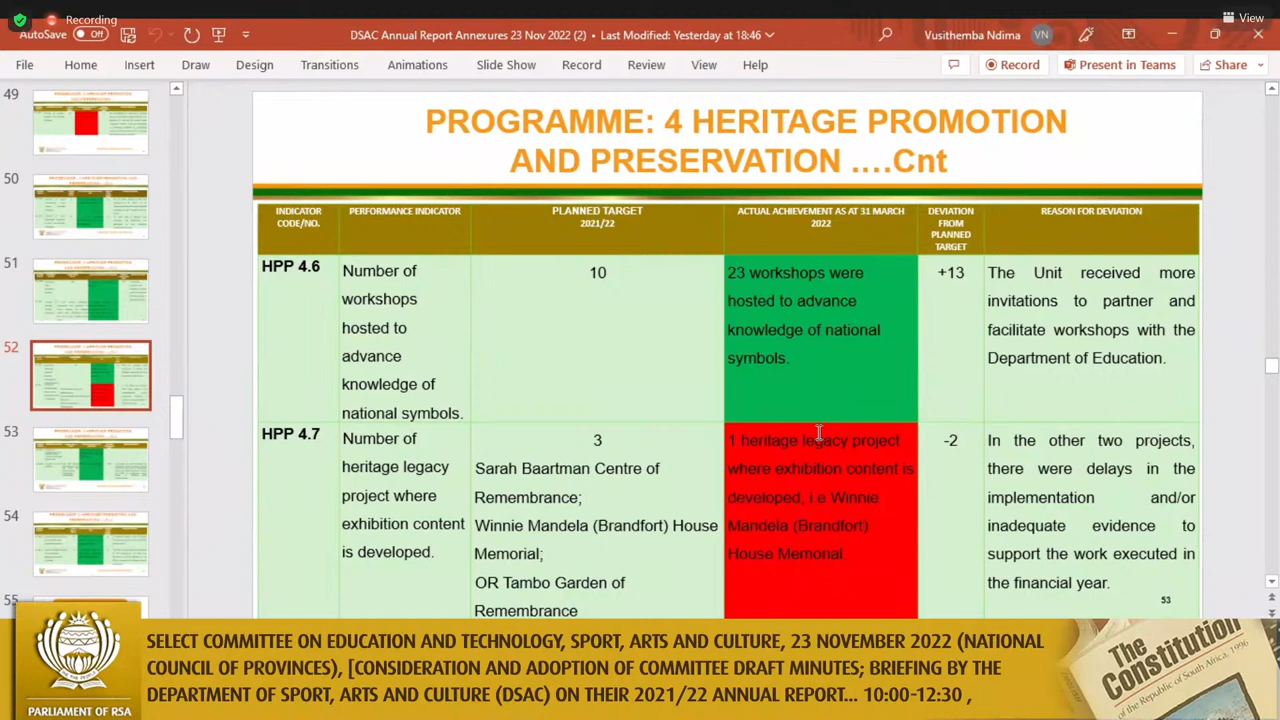 Recording
View
AutoSave Off
DSAC Annual Report Annexures 23 Nov 2022 (2) • Last Modified: Yesterday at 18:46
Vusithemba Ndima VN
File Home Insert Draw Design Transitions Animations Slide Show Record Review View Help
Record Present in Teams Share
49
50
51
52
53
54
55
PROGRAMME: 4 HERITAGE PROMOTION
AND PRESERVATION ....Cnt
INDICATOR CODE/NO.
PERFORMANCE INDICATOR
PLANNED TARGET
2021/22
ACTUAL ACHIEVEMENT AS AT 31 MARCH
2022
DEVIATION
FROM
PLANNED
TARGET
REASON FOR DEVIATION
HPP 4.6
Number of
workshops
hosted to
advance
knowledge of
national symbols.
10
23 workshops were
hosted to advance
knowledge of national
symbols.
+13
The Unit received more
invitations to partner and
facilitate workshops with the
Department of Education.
HPP 4.7
Number of
heritage legacy
project where
exhibition content
is developed.
3
Sarah Baartman Centre of
Remembrance;
Winnie Mandela (Brandfort) House
Memorial;
OR Tambo Garden of
Remembrance
1 heritage legacy project
where exhibition content is
developed, i e Winnie
Mandela (Brandfort)
House Memorial
-2
In the other two projects,
there were delays in the
implementation and/or
inadequate evidence to
support the work executed in
the financial year.
53
PARLIAMENT OF RSA
SELECT COMMITTEE ON EDUCATION AND TECHNOLOGY, SPORT, ARTS AND CULTURE, 23 NOVEMBER 2022 (NATIONAL
COUNCIL OF PROVINCES), [CONSIDERATION AND ADOPTION OF COMMITTEE DRAFT MINUTES; BRIEFING BY THE
DEPARTMENT OF SPORT, ARTS AND CULTURE (DSAC) ON THEIR 2021/22 ANNUAL REPORT... 10:00-12:30 ,
The
Constitution
of the Republic of South Africa, 1996